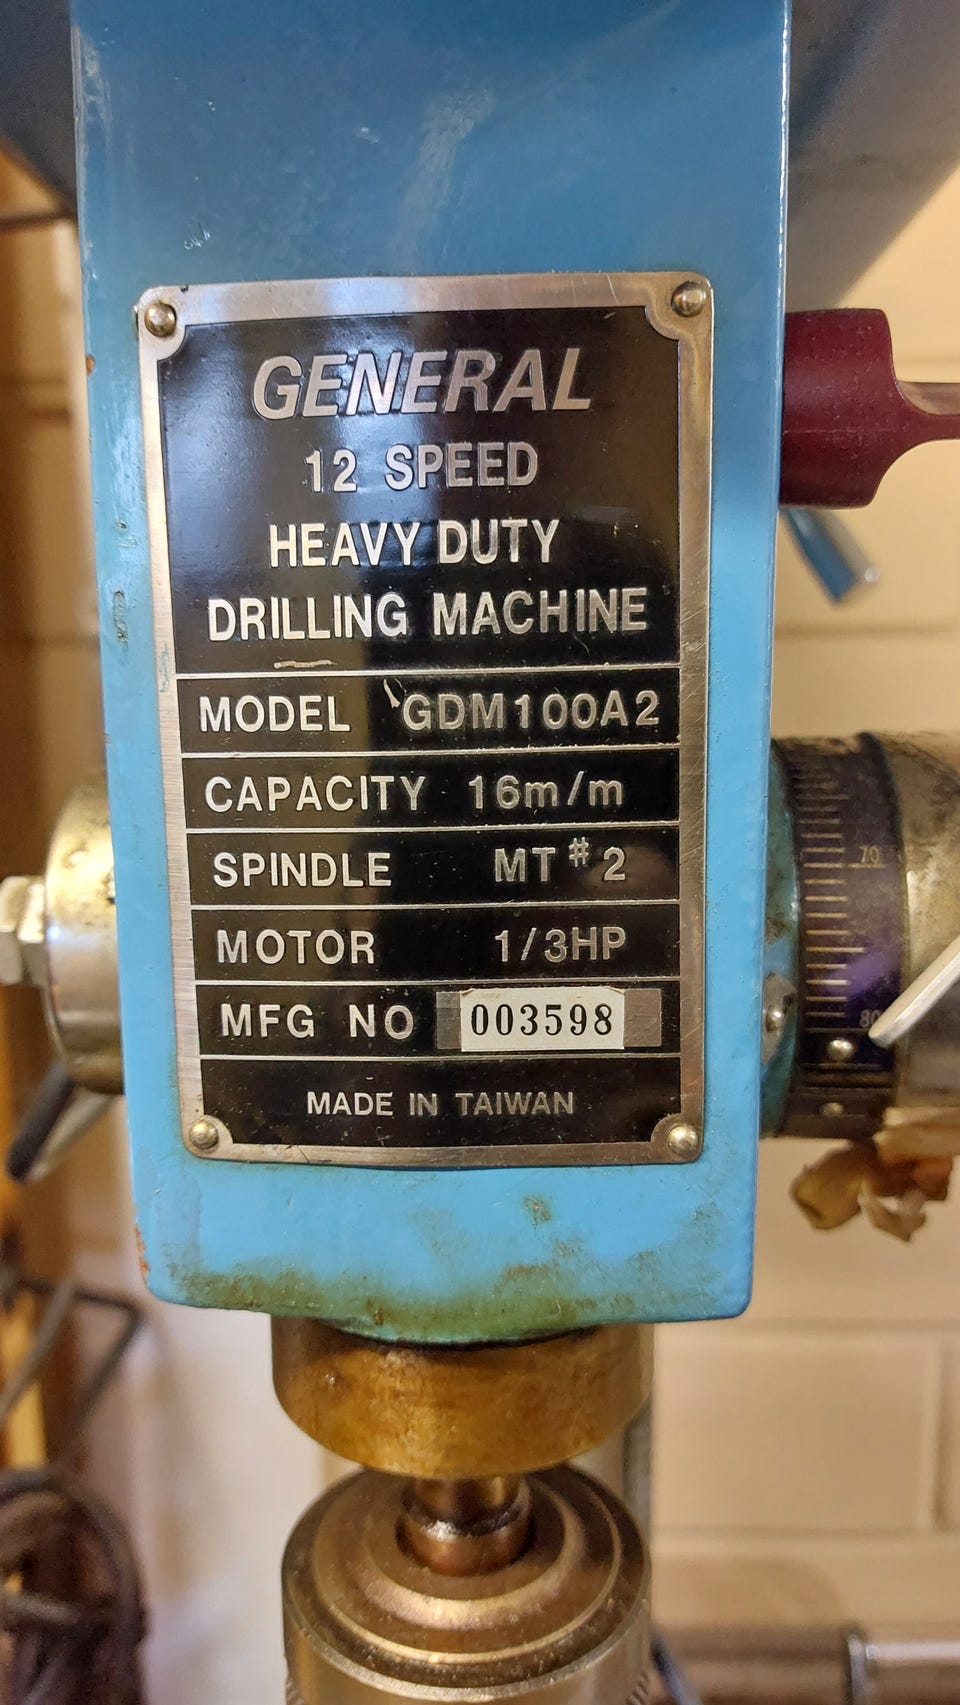 GENERAL
12 SPEED
HEAVY DUTY
DRILLING MACHINE
MODEL GDM100A2
CAPACITY 16m/m
SPINDLE MT #2
MOTOR 1/3HP
MFG NO 003598
MADE IN TAIWAN
70
80